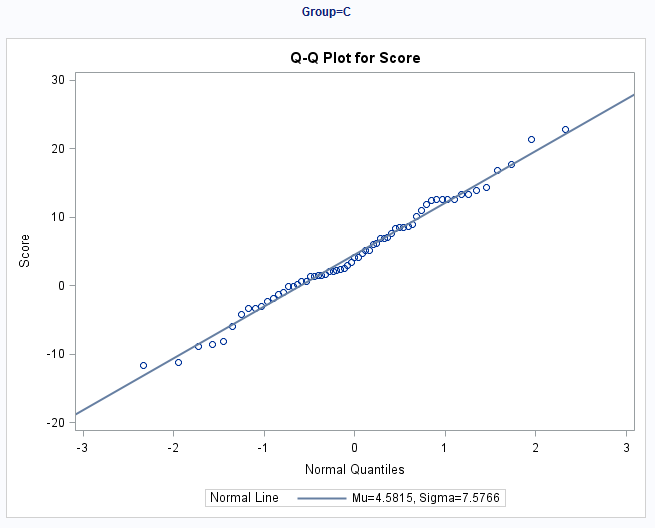 Group=C
Q-Q Plot for Score
30
20
10
0
-10
-20
Score
-3
-2
-1
0
1
2
3
Normal Quantiles
Normal Line Mu=4.5815, Sigma=7.5766